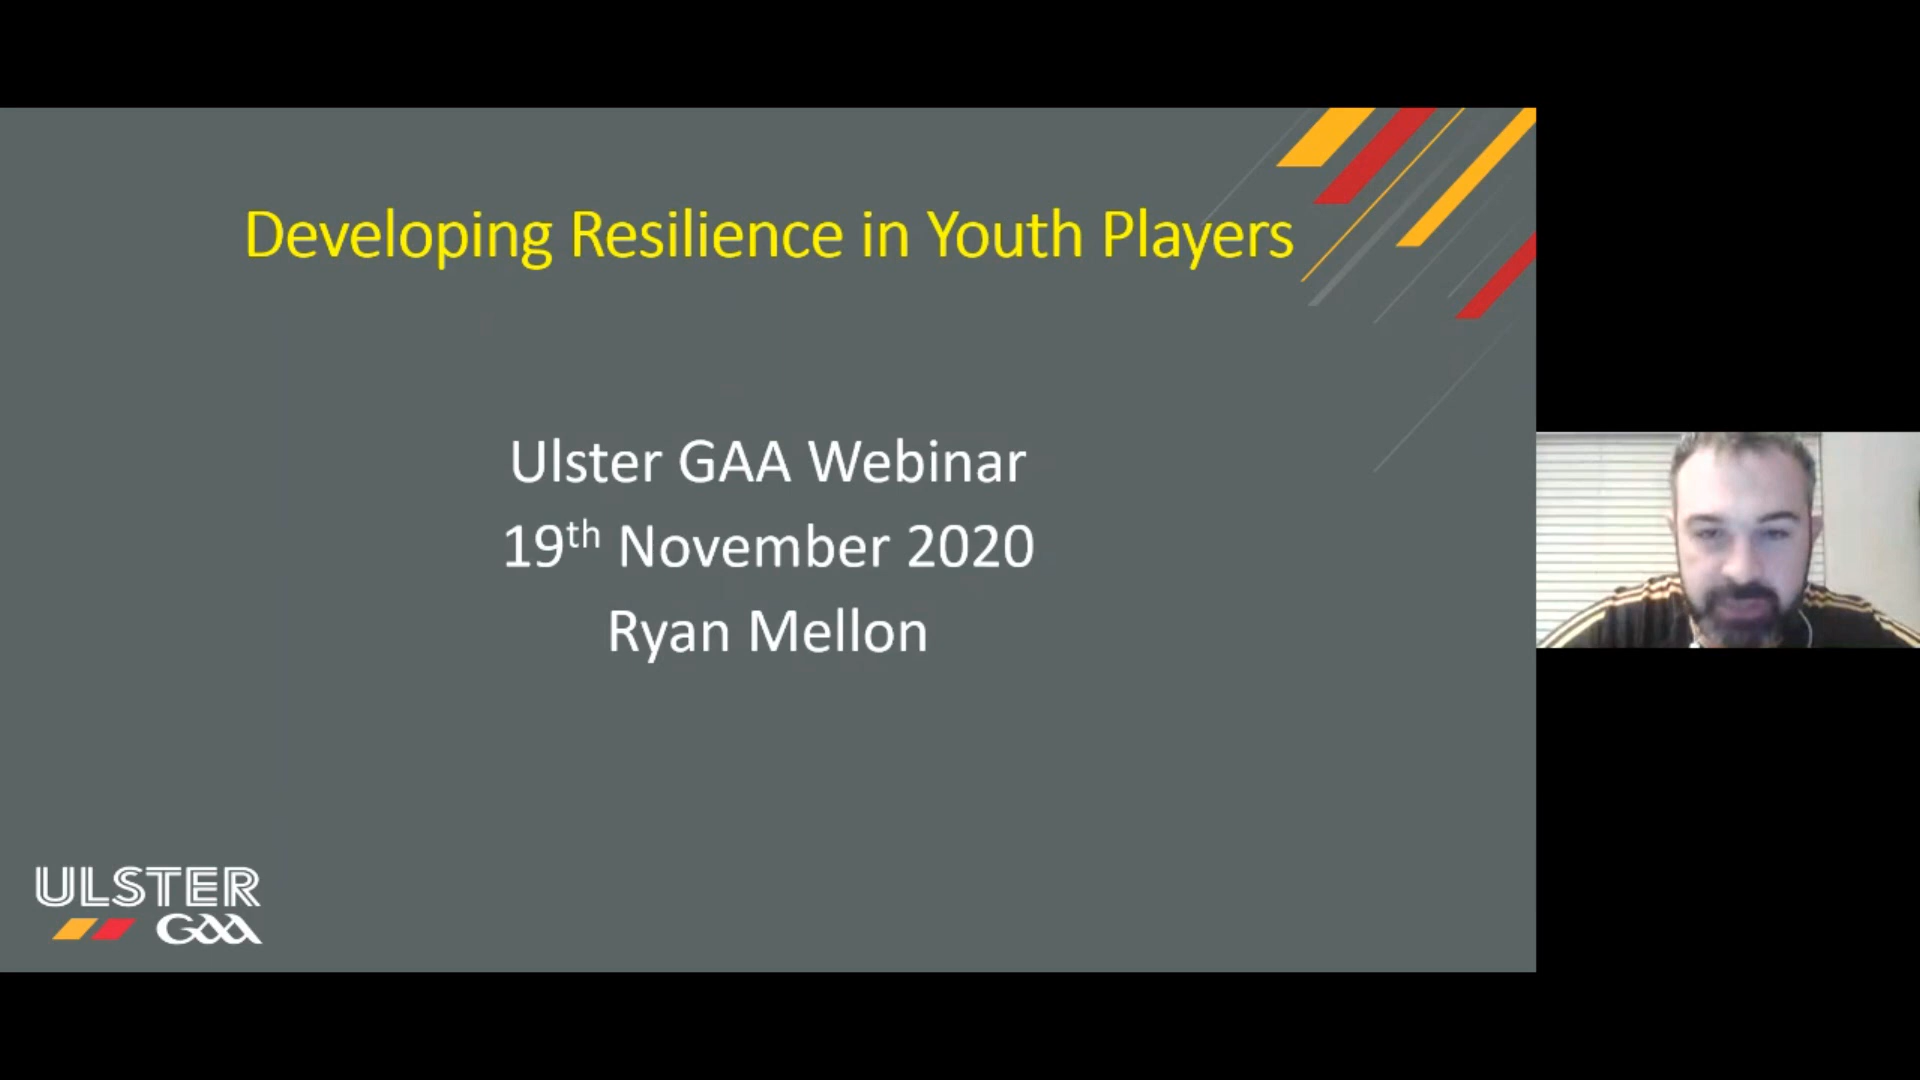 Developing Resilience in Youth Players
Ulster GAA Webinar
19th November 2020
Ryan Mellon
ULSTER
GAA